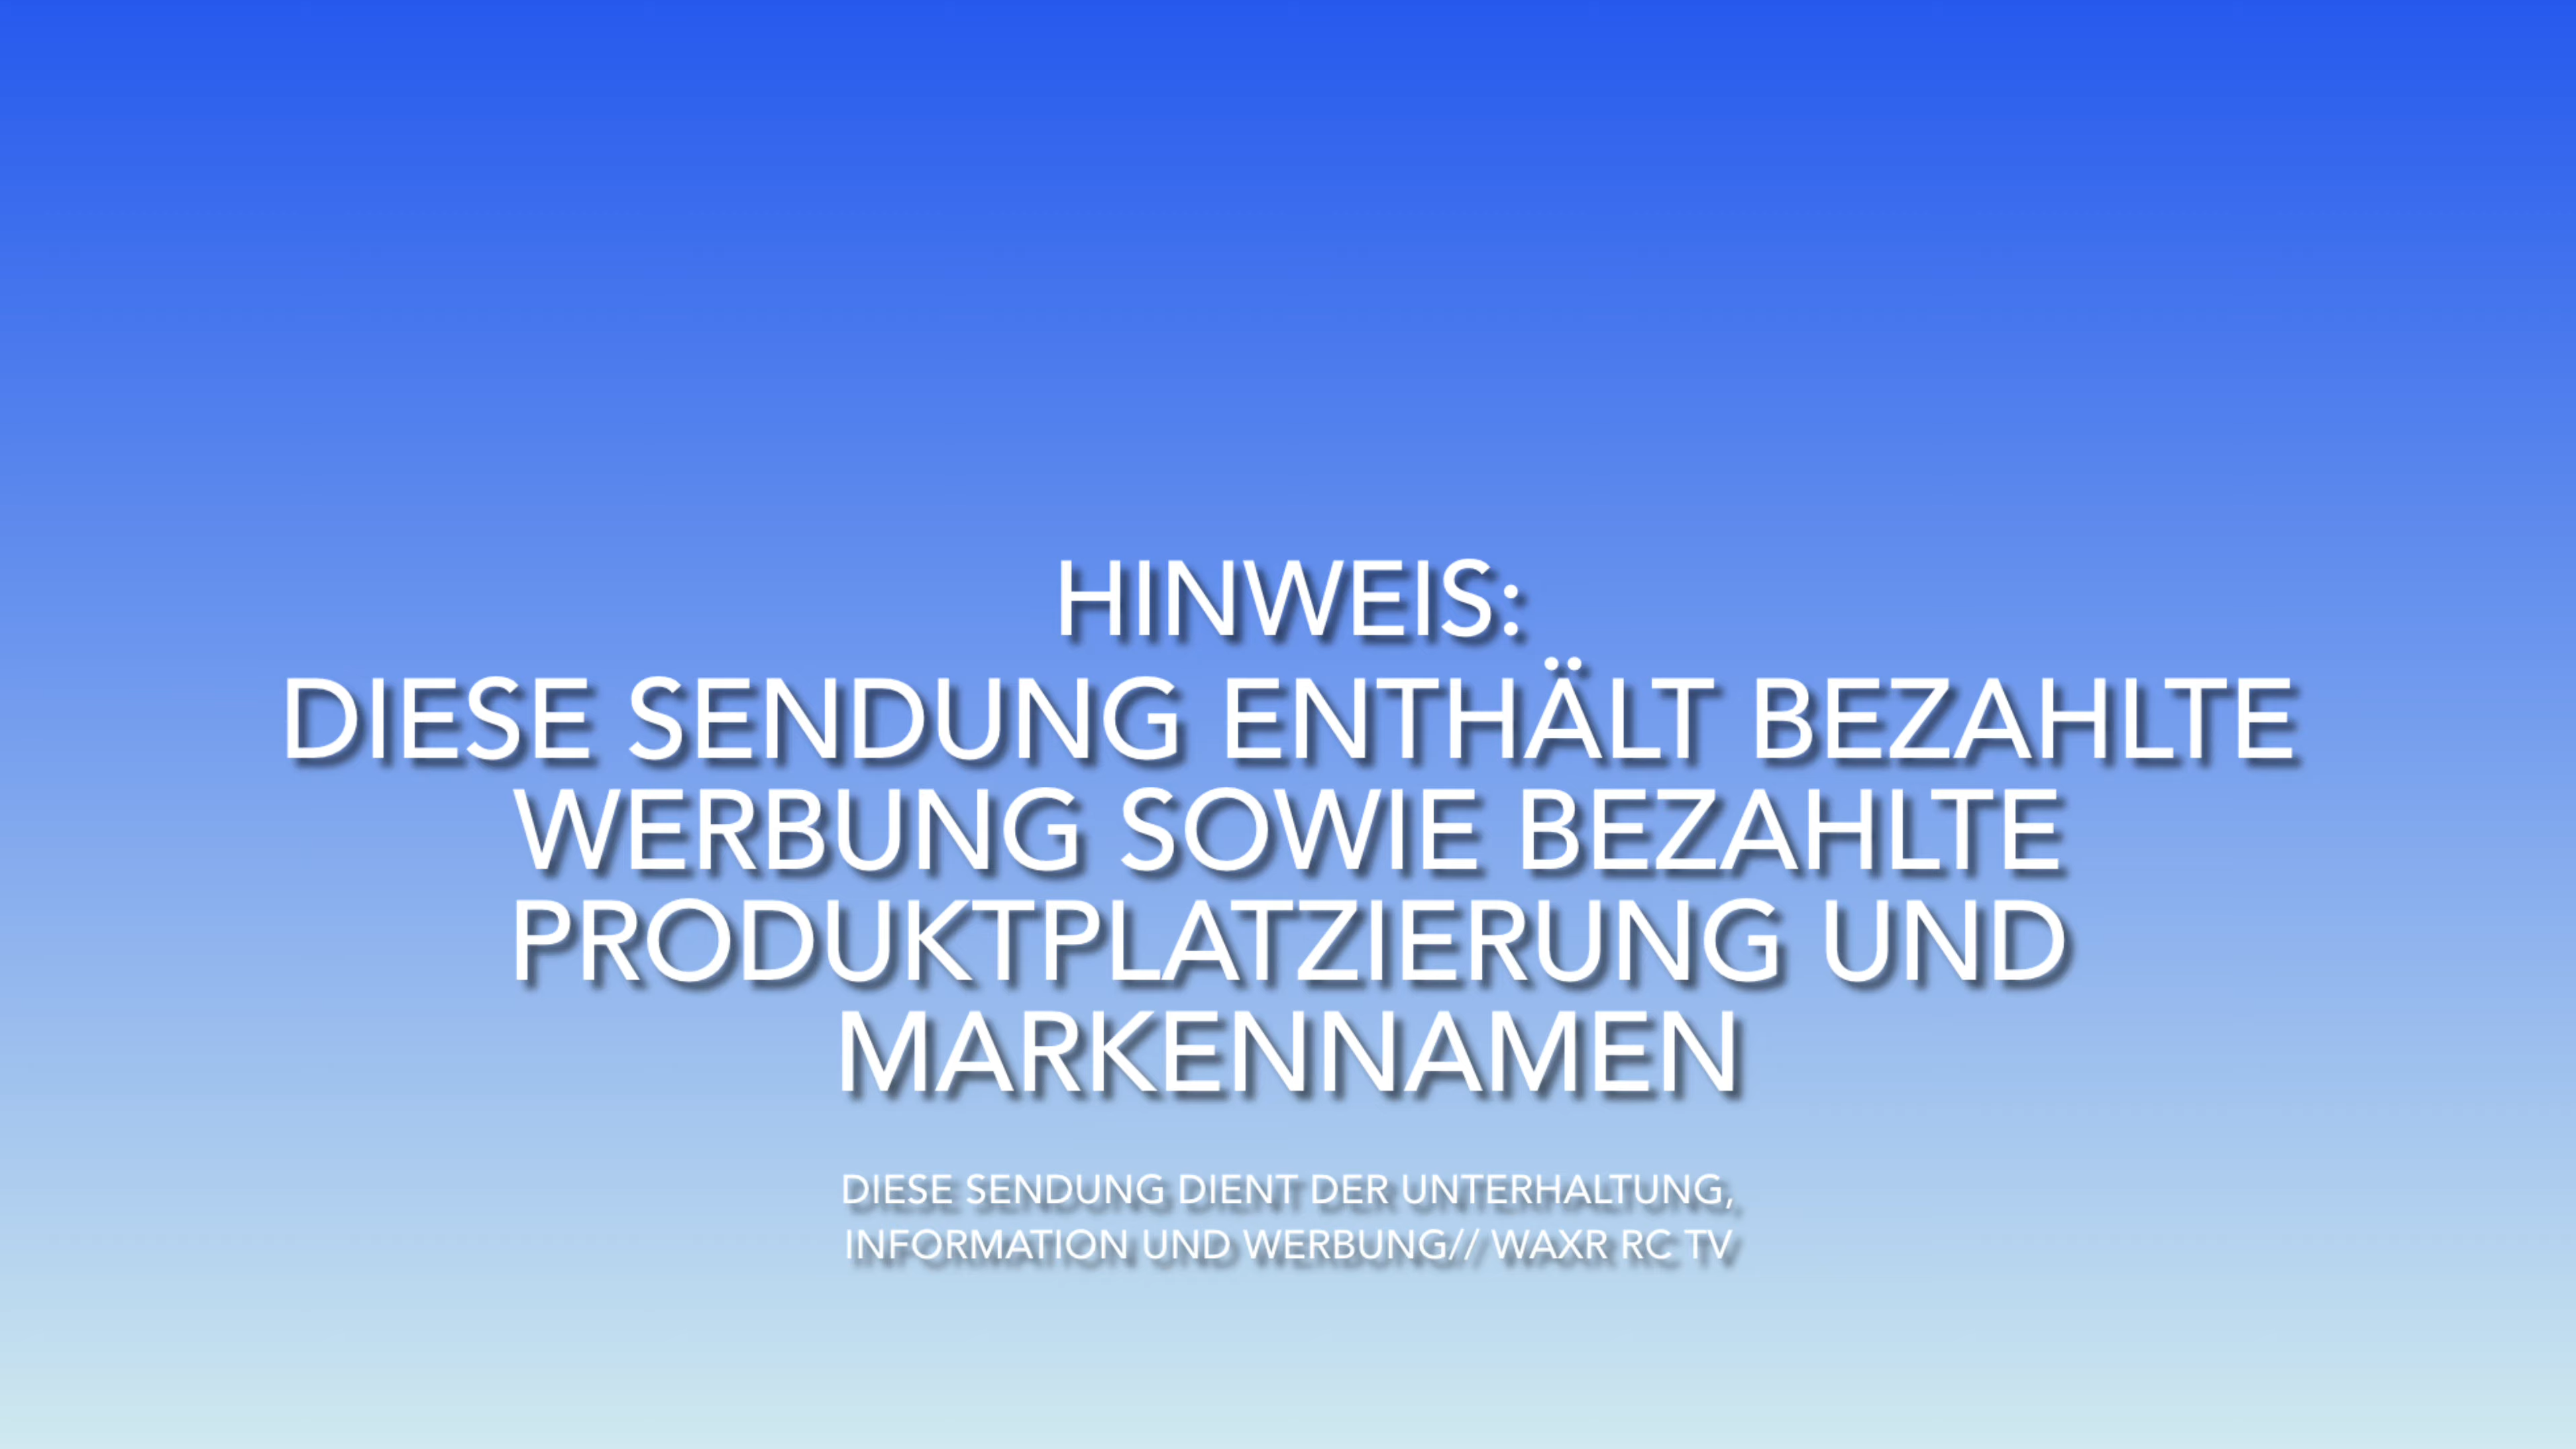 HINWEIS:
DIESE SENDUNG ENTHÄLT BEZAHLTE
WERBUNG SOWIE BEZAHLTE
PRODUKTPLATZIERUNG UND
MARKENNAMEN
DIESE SENDUNG DIENT DER UNTERHALTUNG,
INFORMATION UND WERBUNG// WAXR RC TV